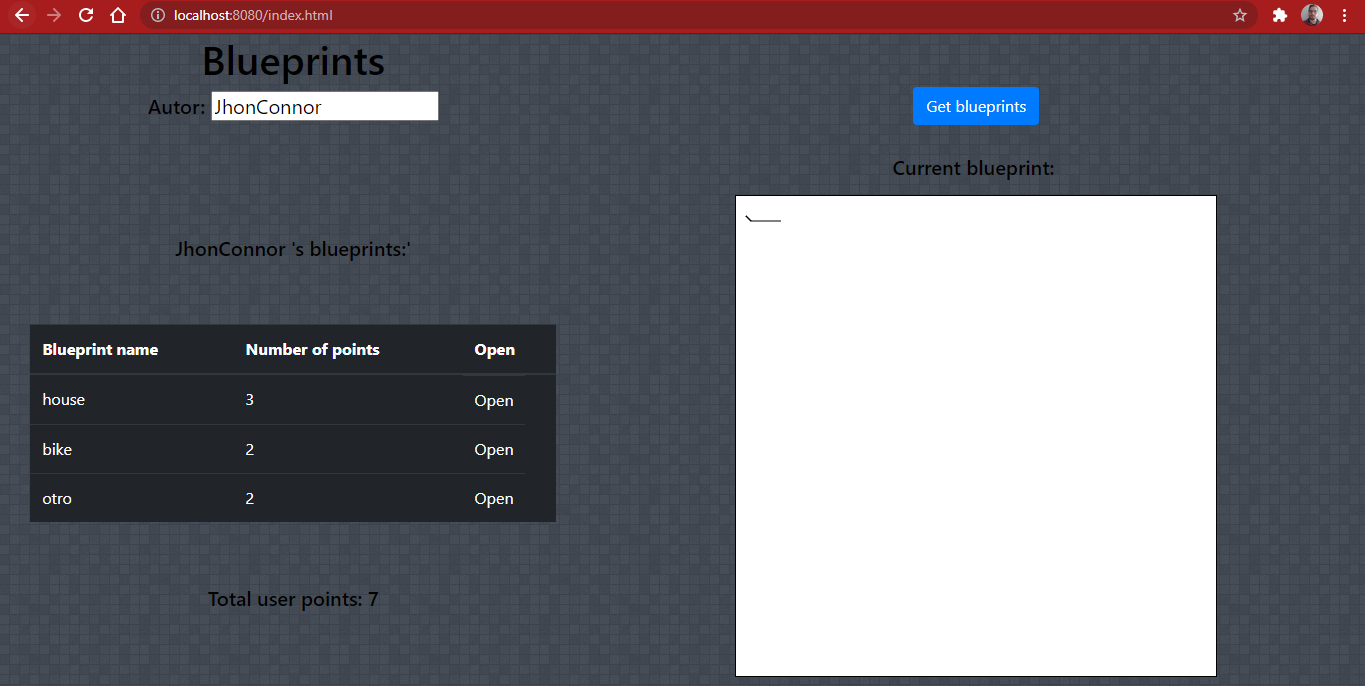 localhost:8080/index.html
Blueprints
Autor: JhonConnor
Get blueprints
Current blueprint:
JhonConnor 's blueprints:'
Blueprint name Number of points Open
house 3 Open
bike 2 Open
otro 2 Open
Total user points: 7